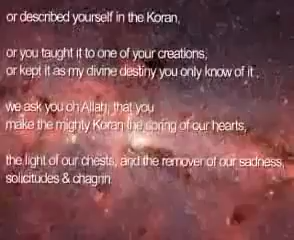 or described yourself in the Koran,
or you taught it to one of your creations,
or kept it as my divine destiny you only know of it ,
we ask you oh Allah, that you
make the mighty Koran the spring of our hearts,
the light of our chests, and the remover of our sadness,
solicitudes & chagrin